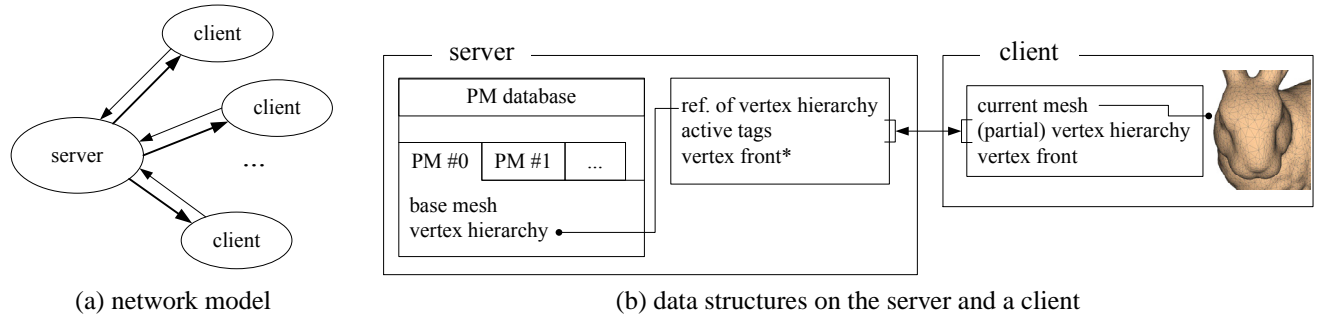 client
client
server
...
client
(a) network model
server
PM database
PM #0 PM #1 ...
base mesh
vertex hierarchy
ref. of vertex hierarchy
active tags
vertex front*
client
current mesh
(partial) vertex hierarchy
vertex front
(b) data structures on the server and a client